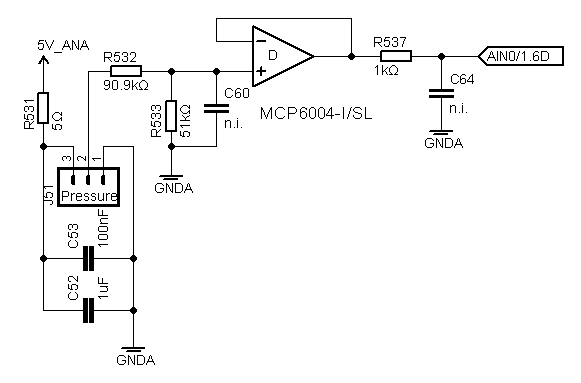 5V_ANA
R532
90.9kΩ
R531
5Ω
R533
51kΩ
C60
n.i.
D
MCP6004-I/SL
R537
1kΩ
AIN0/1.6D
C64
n.i.
GNDA
GNDA
3
2
1
J51
Pressure
C53
100nF
C52
1uF
GNDA